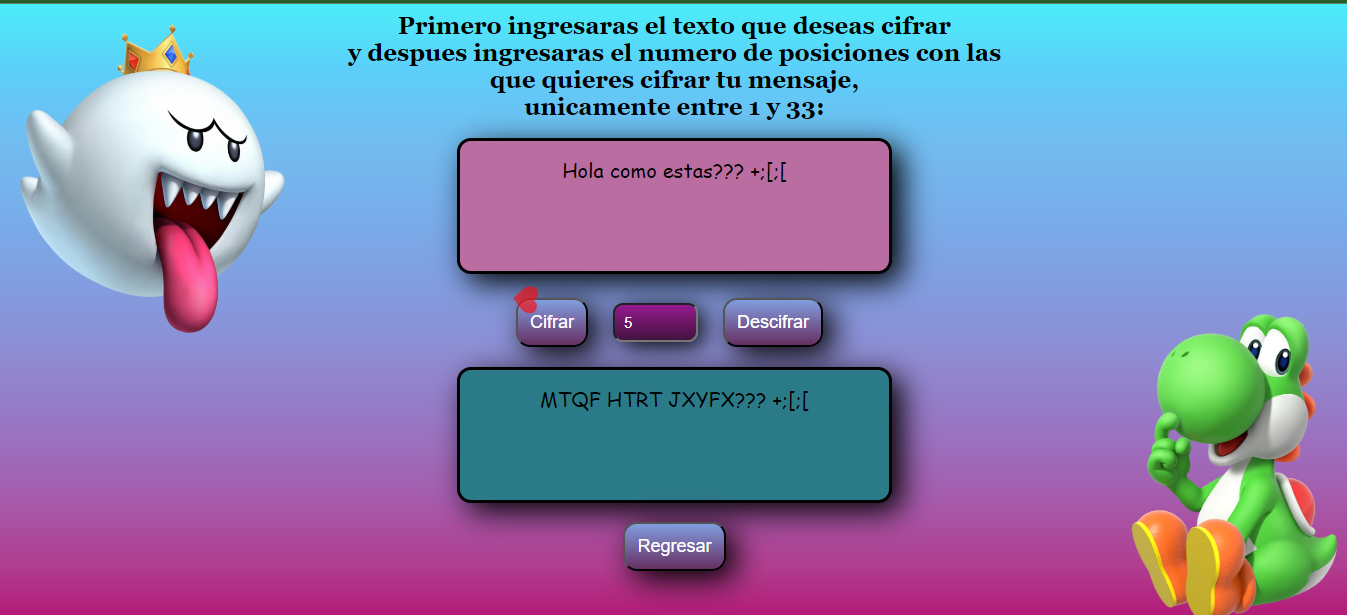 Primero ingresaras el texto que deseas cifrar
y despues ingresaras el numero de posiciones con las
que quieres cifrar tu mensaje,
unicamente entre 1 y 33:
Hola como estas??? +;[;[
Cifrar 5 Descifrar
MTQF HTRT JXYFX??? +;[;[
Regresar